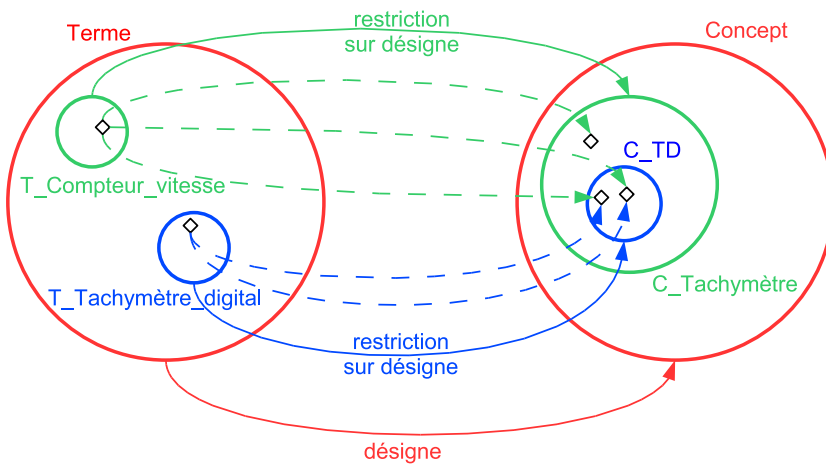 restriction
sur désigne
Terme
Concept
C_TD
T_Compteur_vitesse
C_Tachymètre
T_Tachymètre_digital
restriction
sur désigne
désigne